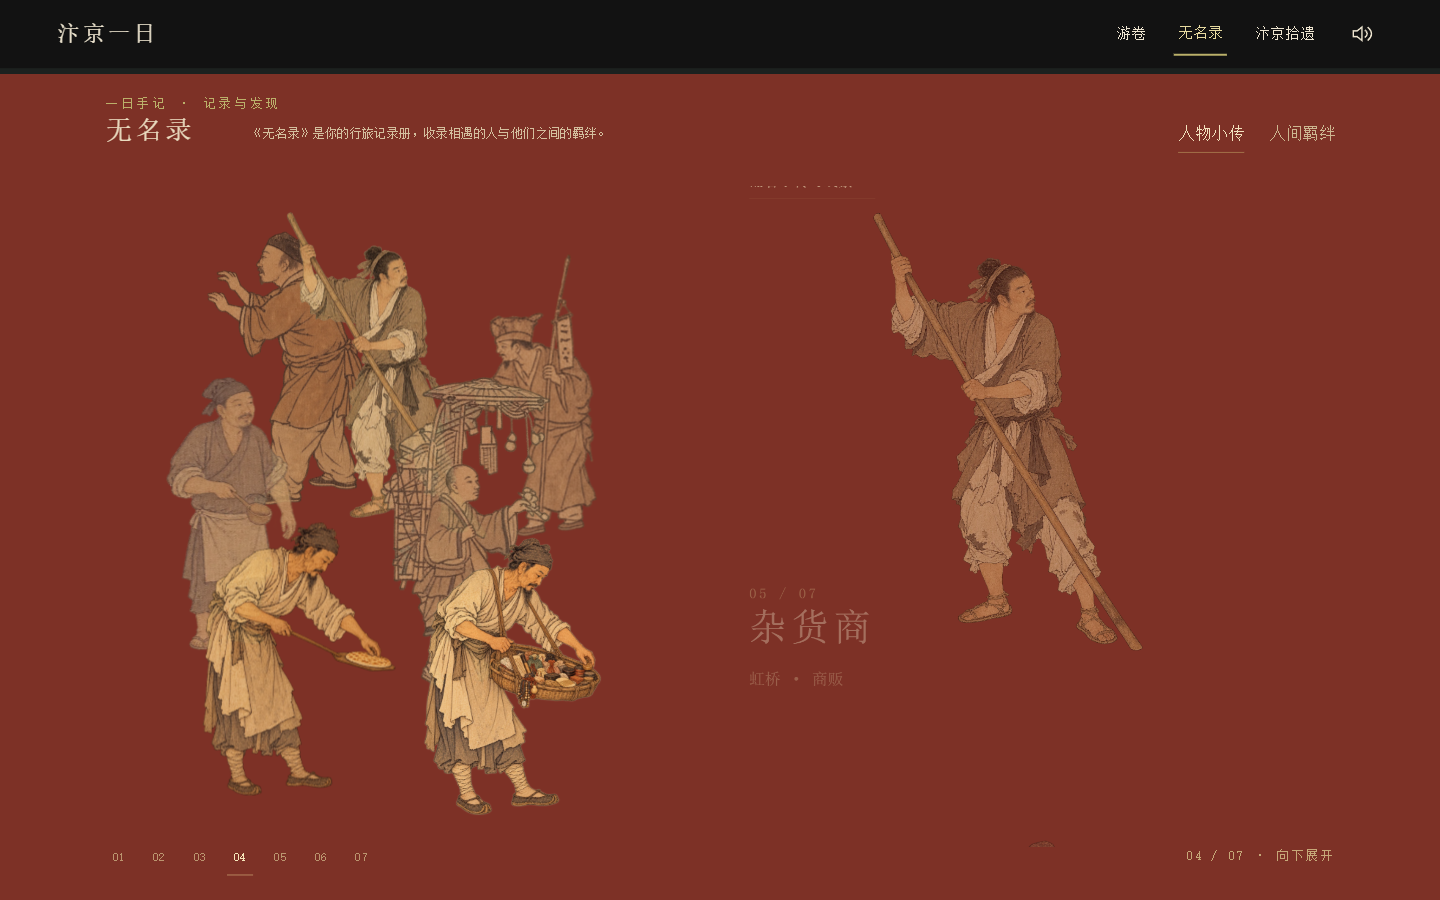 汴京一日
游卷
无名录
汴京拾遗
一日手记 · 记录与发现
无名录
《无名录》是你的行旅记录册，收录相遇的人与他们之间的羁绊。
人物小传
人间羁绊
05 / 07
杂货商
虹桥 • 商贩
01 02 03 04 05 06 07
04 / 07 · 向下展开